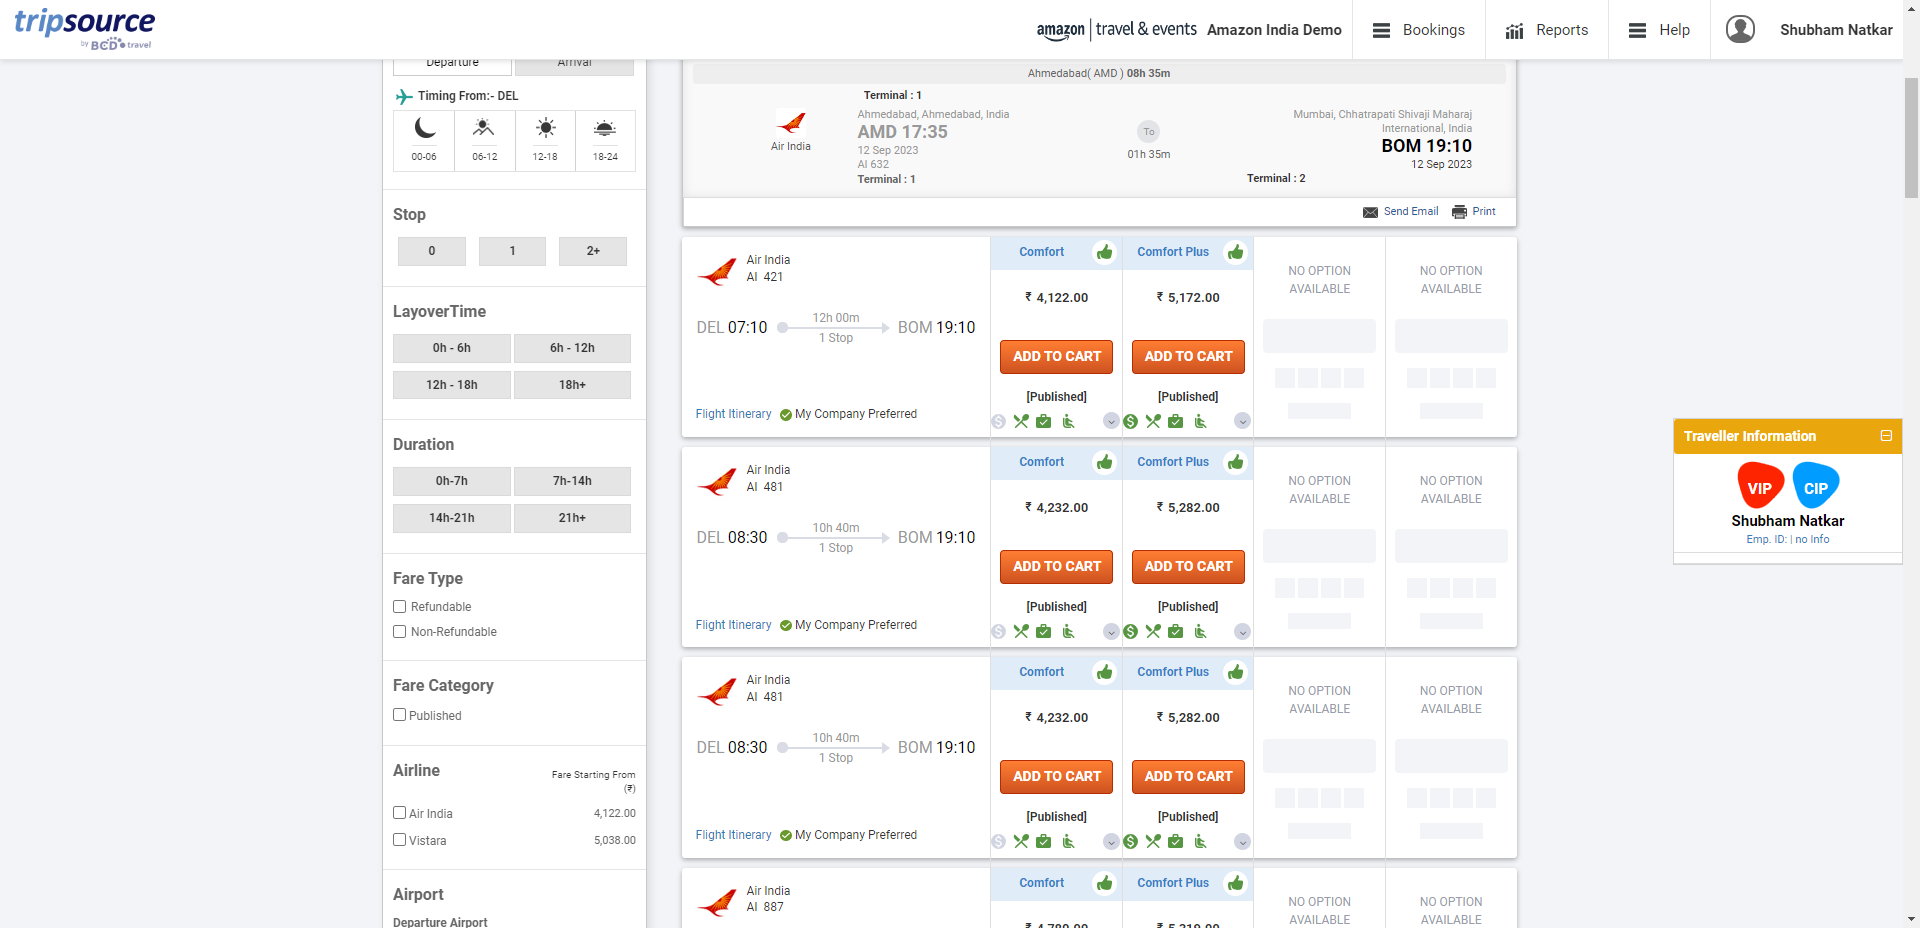 tripsource
by BCD travel
amazon | travel & events Amazon India Demo
Bookings
Reports
Help
Shubham Natkar
Departure
Arrival
Timing From:- DEL
00-06
06-12
12-18
18-24
Stop
0
1
2+
LayoverTime
0h - 6h
6h - 12h
12h - 18h
18h+
Duration
0h-7h
7h-14h
14h-21h
21h+
Fare Type
Refundable
Non-Refundable
Fare Category
Published
Airline
Fare Starting From
(₹)
Air India 4,122.00
Vistara 5,038.00
Airport
Departure Airport
Ahmedabad( AMD ) 08h 35m
Terminal : 1
Air India
Ahmedabad, Ahmedabad, India
AMD 17:35
12 Sep 2023
AI 632
Terminal : 1
To
01h 35m
Mumbai, Chhatrapati Shivaji Maharaj
International, India
BOM 19:10
12 Sep 2023
Terminal : 2
Send Email
Print
Air India
AI 421
DEL 07:10
12h 00m
1 Stop
BOM 19:10
Flight Itinerary
My Company Preferred
Comfort
₹ 4,122.00
ADD TO CART
[Published]
Comfort Plus
₹ 5,172.00
ADD TO CART
[Published]
NO OPTION
AVAILABLE
NO OPTION
AVAILABLE
Air India
AI 481
DEL 08:30
10h 40m
1 Stop
BOM 19:10
Flight Itinerary
My Company Preferred
Comfort
₹ 4,232.00
ADD TO CART
[Published]
Comfort Plus
₹ 5,282.00
ADD TO CART
[Published]
NO OPTION
AVAILABLE
NO OPTION
AVAILABLE
Air India
AI 481
DEL 08:30
10h 40m
1 Stop
BOM 19:10
Flight Itinerary
My Company Preferred
Comfort
₹ 4,232.00
ADD TO CART
[Published]
Comfort Plus
₹ 5,282.00
ADD TO CART
[Published]
NO OPTION
AVAILABLE
NO OPTION
AVAILABLE
Air India
AI 887
Comfort
Comfort Plus
NO OPTION
AVAILABLE
NO OPTION
AVAILABLE
Traveller Information
VIP
CIP
Shubham Natkar
Emp. ID: | no Info